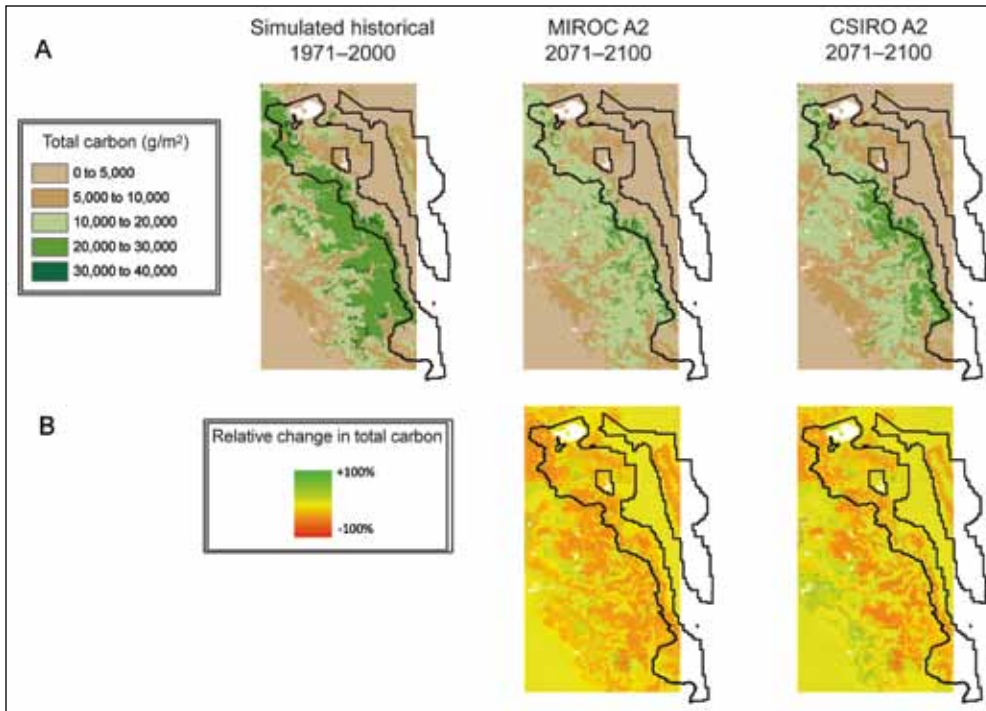 A
Simulated historical
1971–2000
MIROC A2
2071–2100
CSIRO A2
2071–2100
Total carbon (g/m²)
0 to 5,000
5,000 to 10,000
10,000 to 20,000
20,000 to 30,000
30,000 to 40,000
B
Relative change in total carbon
+100%
-100%